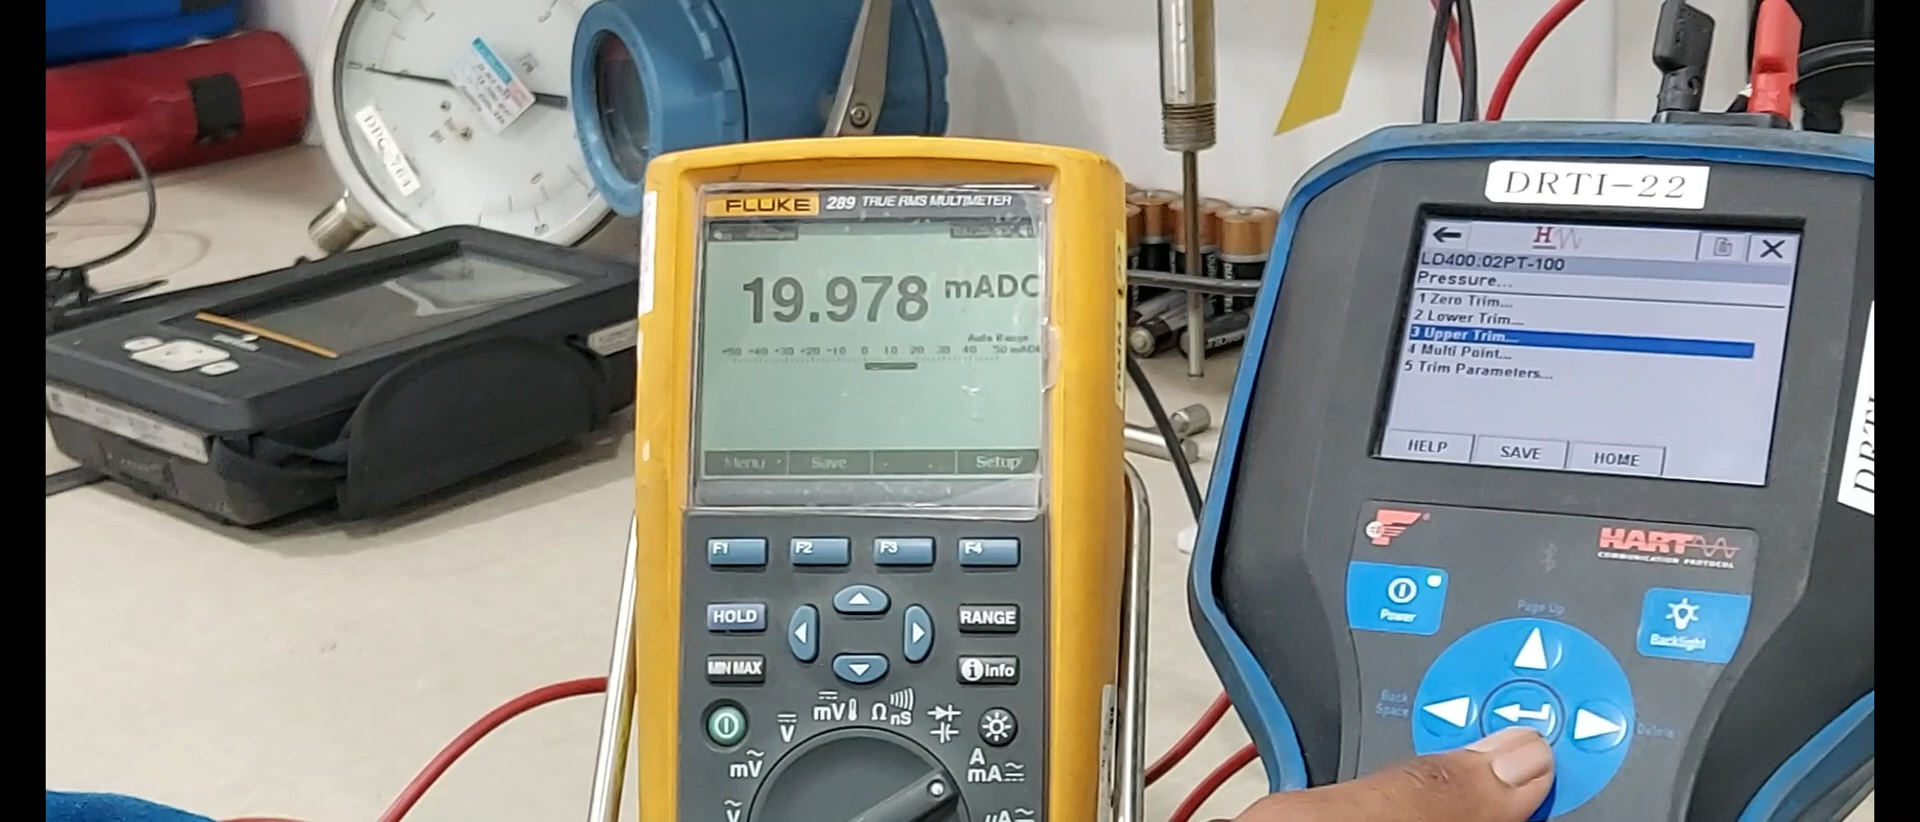 DPG-764
FLUKE 289 TRUE RMS MULTIMETER
19.978 mADC
Auto Range
-50 -40 -30 -20 -10 0 10 20 30 40 50 mADC
Menu Save Setup
F1 F2 F3 F4
HOLD RANGE
MIN MAX i Info
mV Ω nS
V
mV A
mA
V µA
DRTI-22
LD400:02PT-100
Pressure...
1 Zero Trim...
2 Lower Trim...
3 Upper Trim...
4 Multi Point...
5 Trim Parameters...
HELP SAVE HOME
HART
COMMUNICATION PROTOCOL
Power
Page Up
Backlight
Back
Space
Delete
DRTI